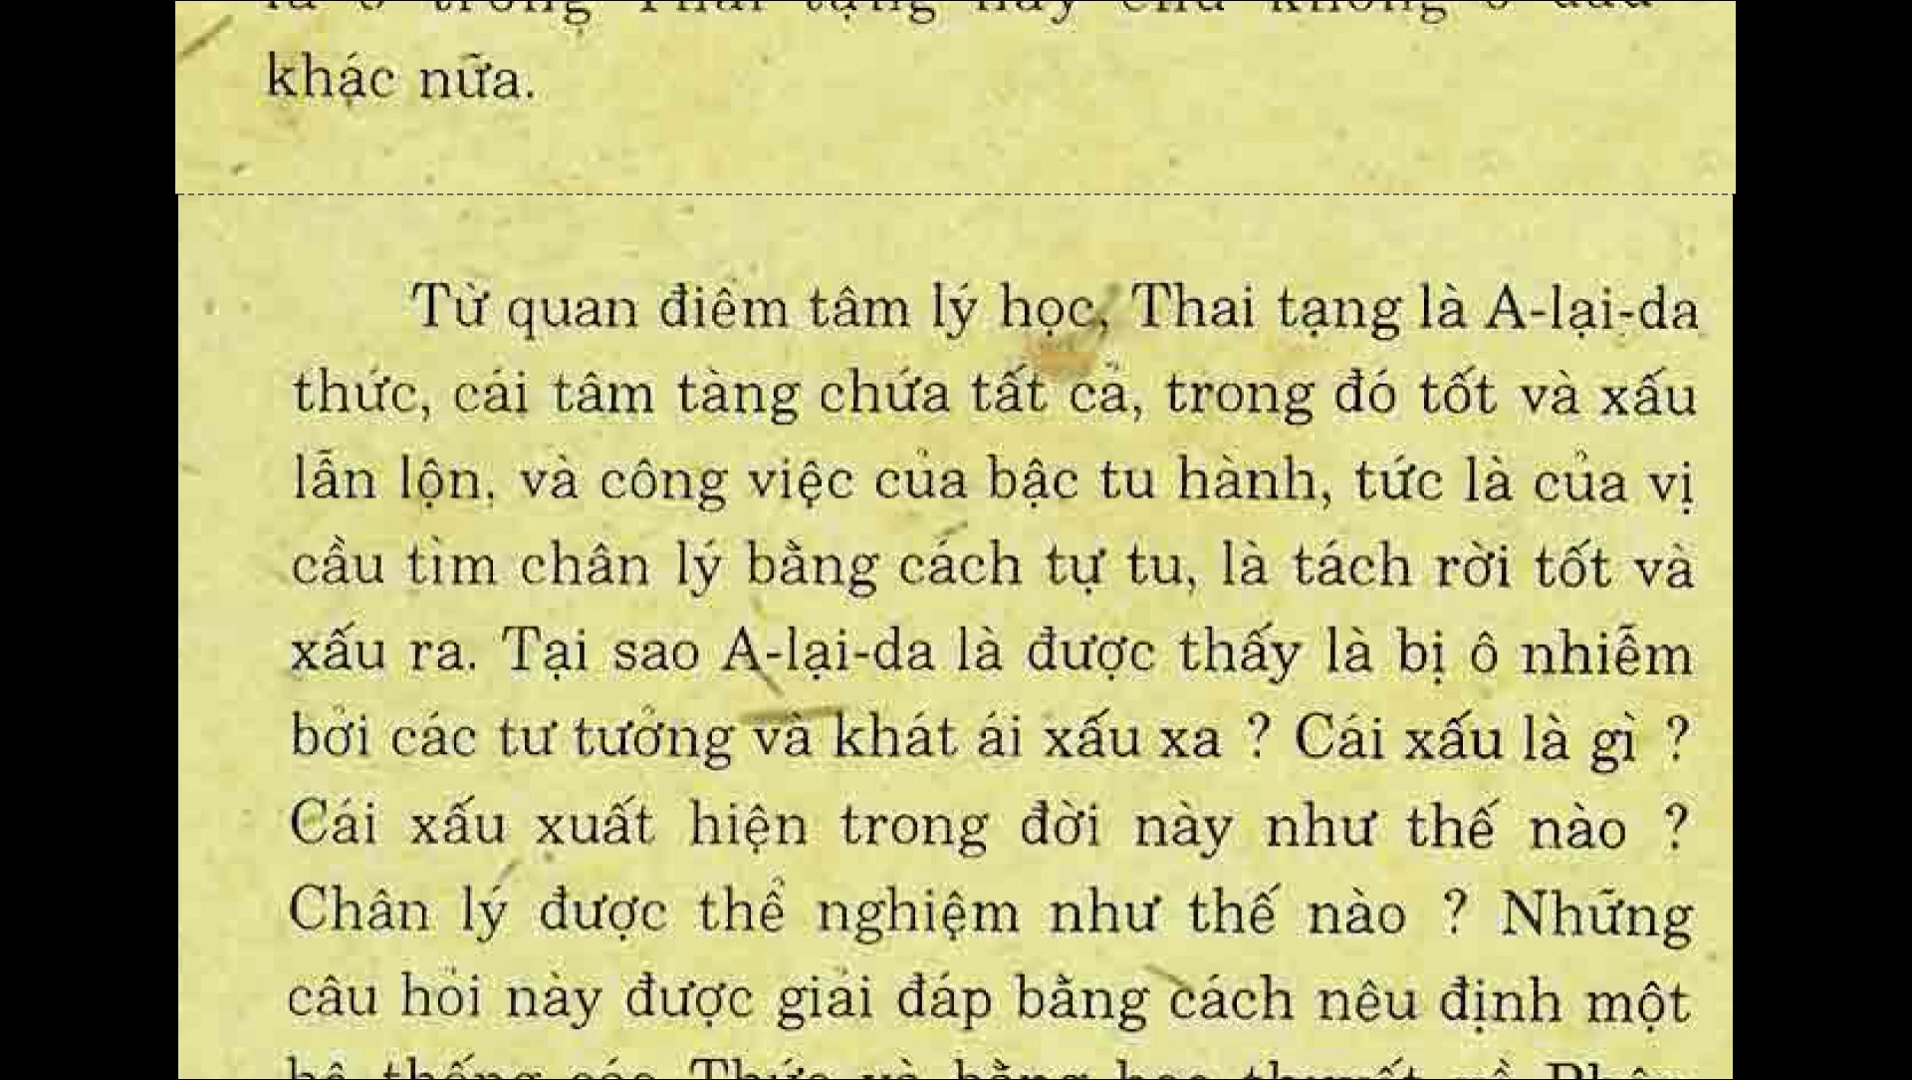 khác nữa.
Từ quan điểm tâm lý học, Thai tạng là A-lại-da
thức, cái tâm tàng chứa tất cả, trong đó tốt và xấu
lẫn lộn, và công việc của bậc tu hành, tức là của vị
cầu tìm chân lý bằng cách tự tu, là tách rời tốt và
xấu ra. Tại sao A-lại-da là được thấy là bị ô nhiễm
bởi các tư tưởng và khát ái xấu xa ? Cái xấu là gì ?
Cái xấu xuất hiện trong đời này như thế nào ?
Chân lý được thể nghiệm như thế nào ? Những
câu hỏi này được giải đáp bằng cách nêu định một